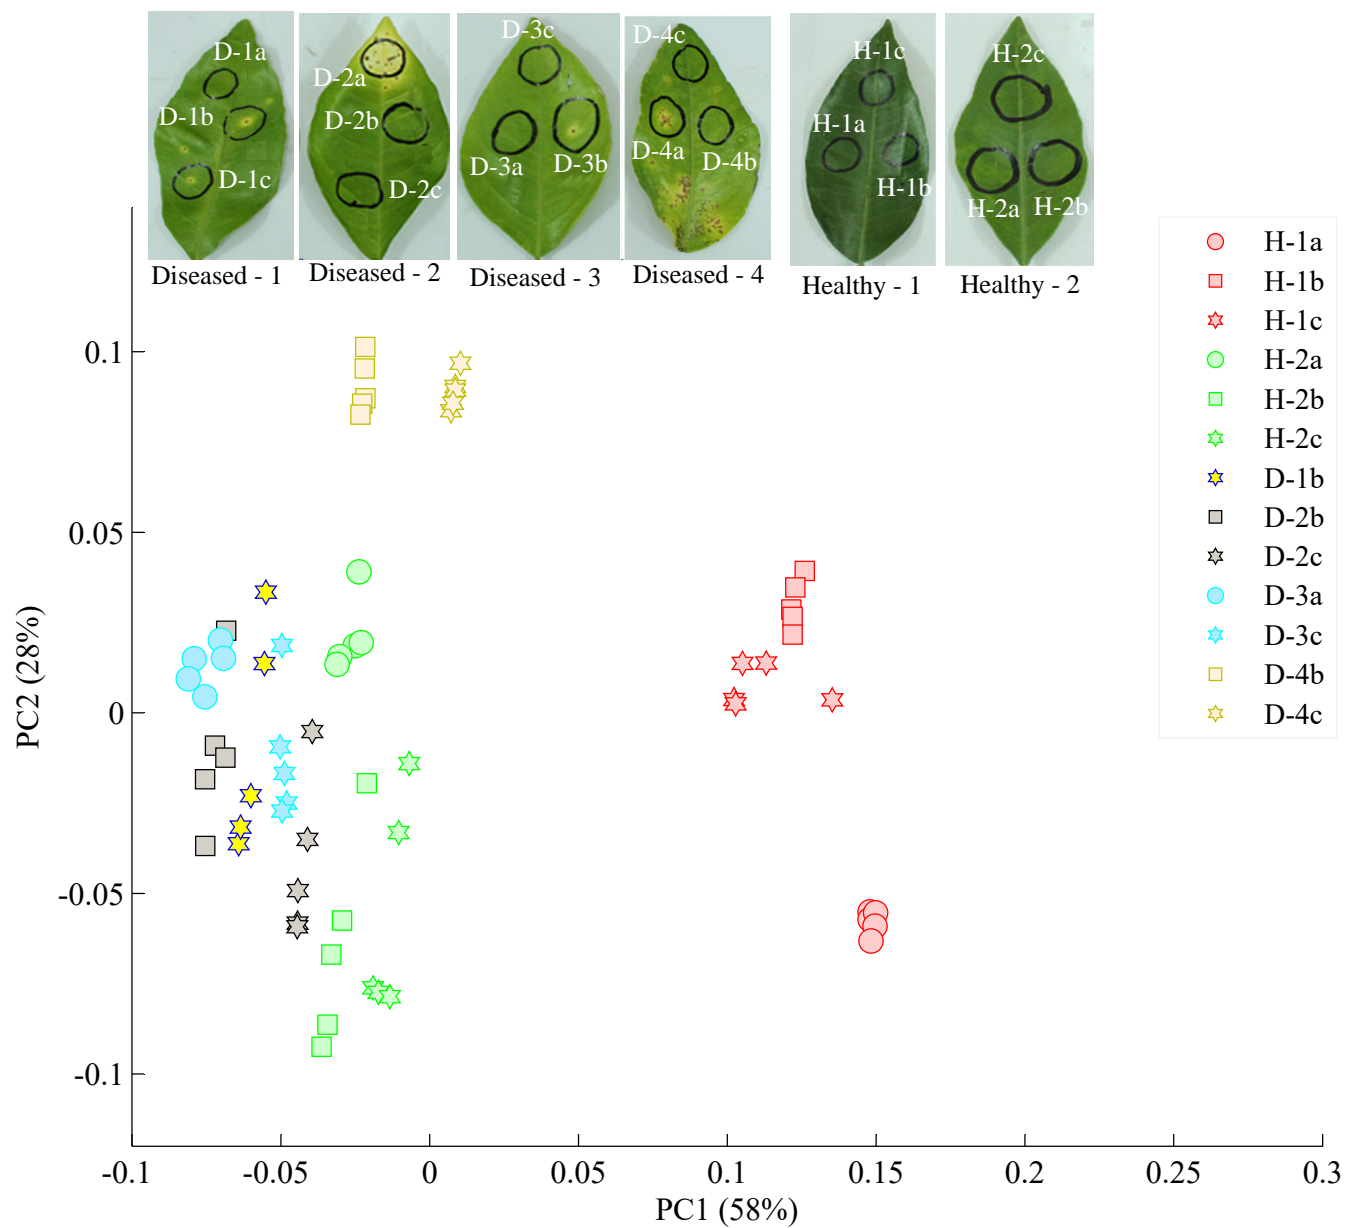 D-1a
D-1b
D-1c
D-2a
D-2b
D-2c
D-3c
D-3a
D-3b
D-4c
D-4a
D-4b
H-1c
H-1a
H-1b
H-2c
H-2a
H-2b
Diseased - 1
Diseased - 2
Diseased - 3
Diseased - 4
Healthy - 1
Healthy - 2
H-1a
H-1b
H-1c
H-2a
H-2b
H-2c
D-1b
D-2b
D-2c
D-3a
D-3c
D-4b
D-4c
0.1
0.05
0
-0.05
-0.1
PC2 (28%)
-0.1
-0.05
0
0.05
0.1
0.15
0.2
0.25
0.3
PC1 (58%)